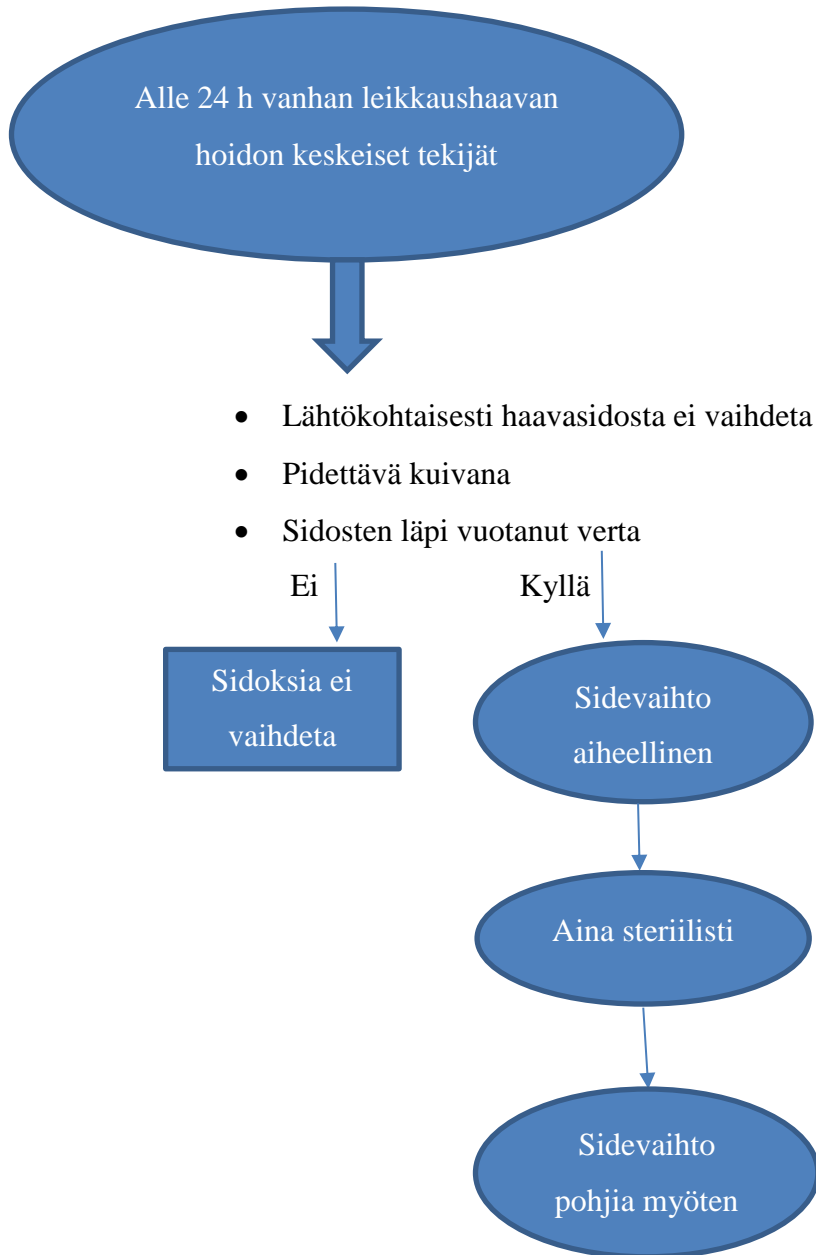 Alle 24 h vanhan leikkaushaavan
hoidon keskeiset tekijät
• Lähtökohtaisesti haavasidosta ei vaihdeta
• Pidettävä kuivana
• Sidosten läpi vuotanut verta
Ei
Kyllä
Sidoksia ei
vaihdeta
Sidevaihto
aiheellinen
Aina steriilisti
Sidevaihto
pohjia myöten